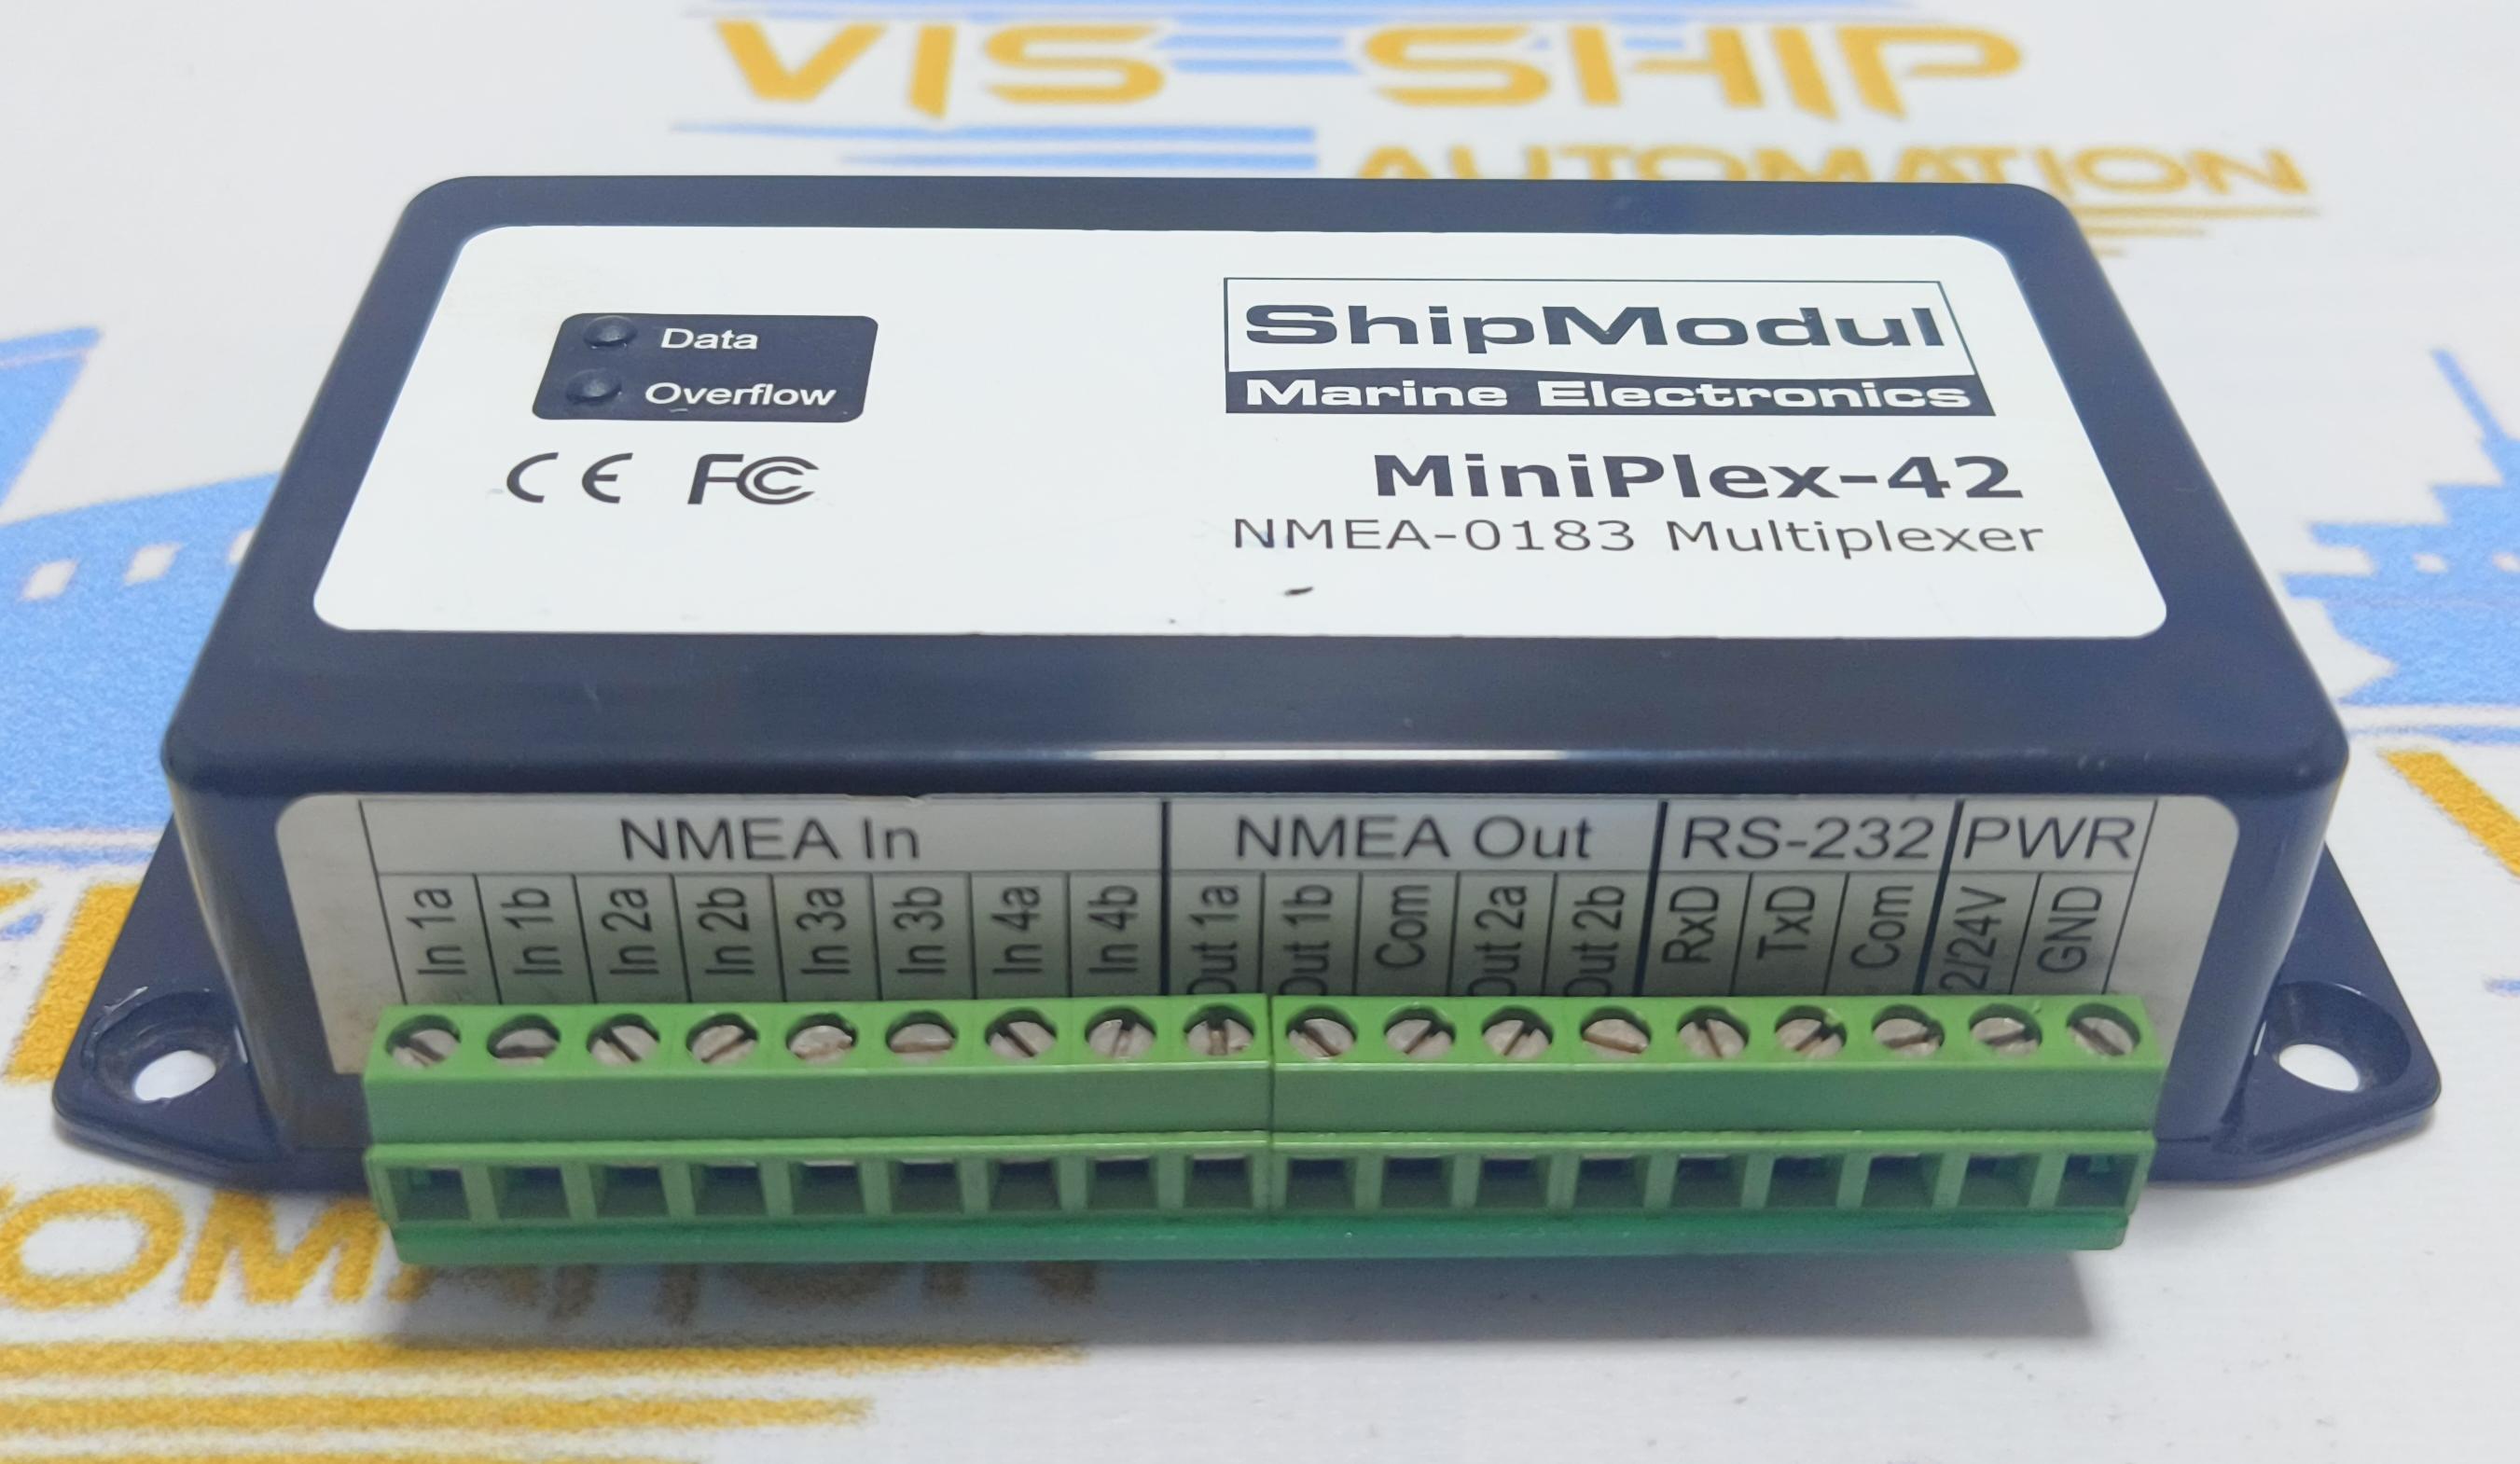 VIS-SHIP
AUTOMATION
Data
Overflow
CE FC
ShipModul
Marine Electronics
MiniPlex-42
NMEA-0183 Multiplexer
NMEA In NMEA Out RS-232 PWR
In 1a In 1b In 2a In 2b In 3a In 3b In 4a In 4b Out 1a Out 1b Com Out 2a Out 2b RxD TxD Com 2/24V GND
TOMATION